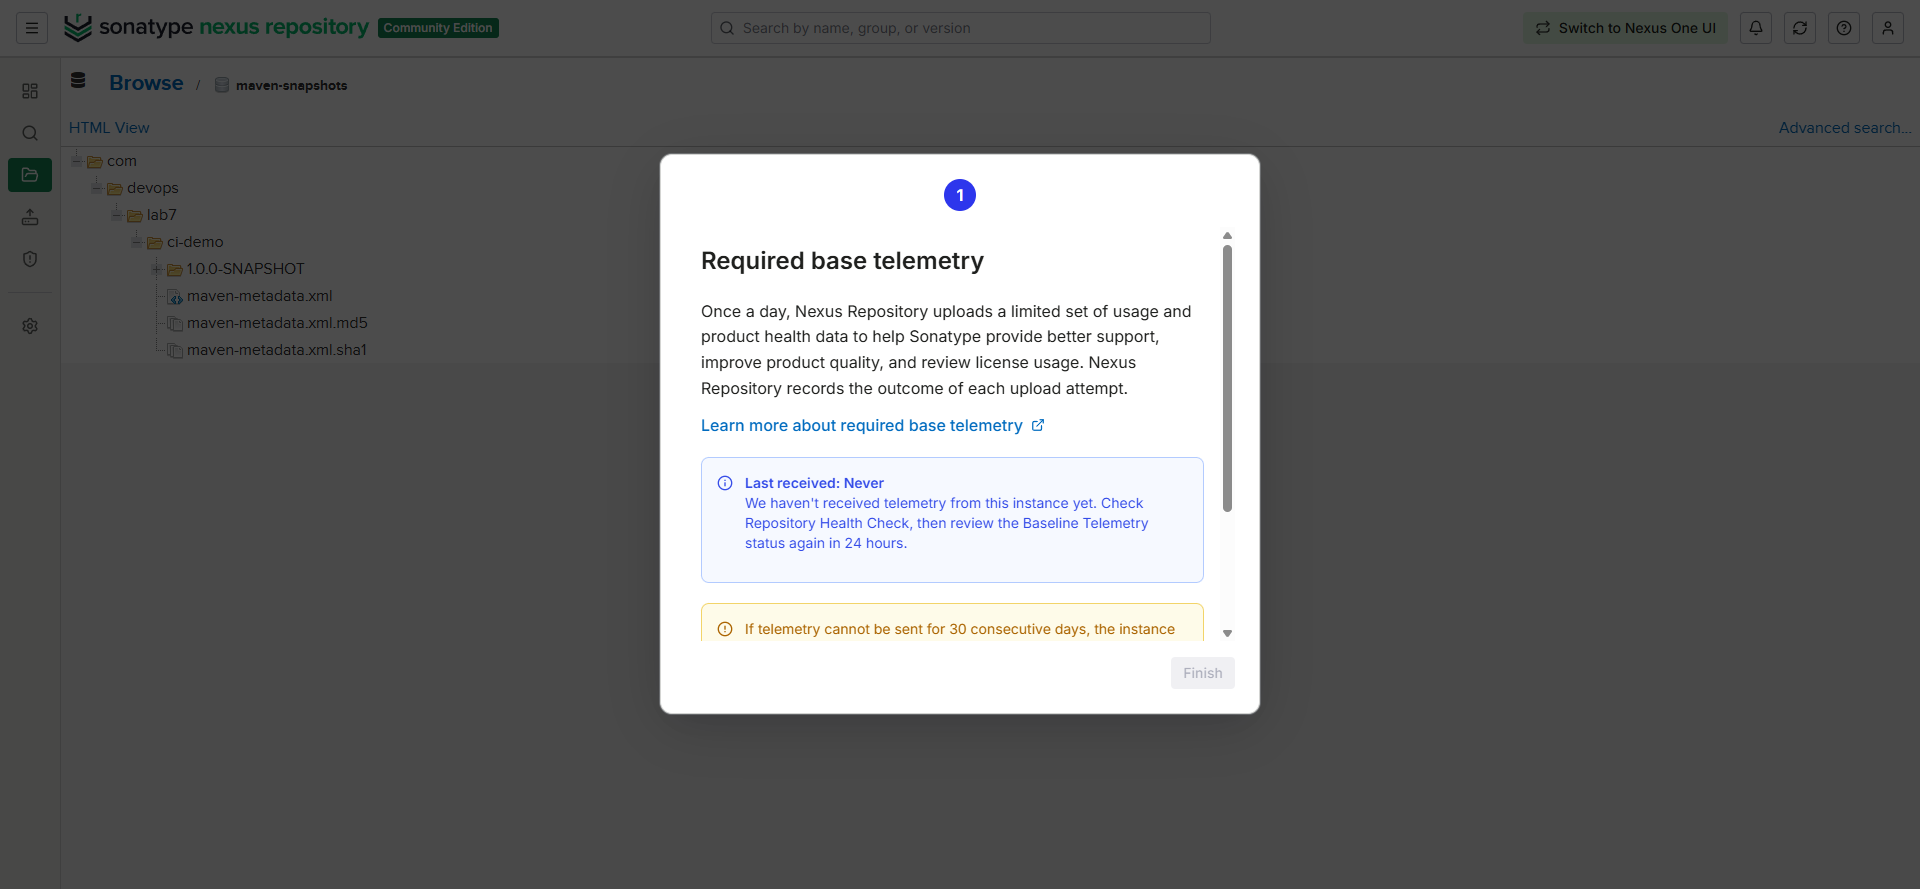 sonatype nexus repository Community Edition
Search by name, group, or version
Switch to Nexus One UI
Browse / maven-snapshots
HTML View
Advanced search...
com
devops
lab7
ci-demo
1.0.0-SNAPSHOT
maven-metadata.xml
maven-metadata.xml.md5
maven-metadata.xml.sha1
1
Required base telemetry
Once a day, Nexus Repository uploads a limited set of usage and
product health data to help Sonatype provide better support,
improve product quality, and review license usage. Nexus
Repository records the outcome of each upload attempt.
Learn more about required base telemetry
Last received: Never
We haven't received telemetry from this instance yet. Check
Repository Health Check, then review the Baseline Telemetry
status again in 24 hours.
If telemetry cannot be sent for 30 consecutive days, the instance
Finish